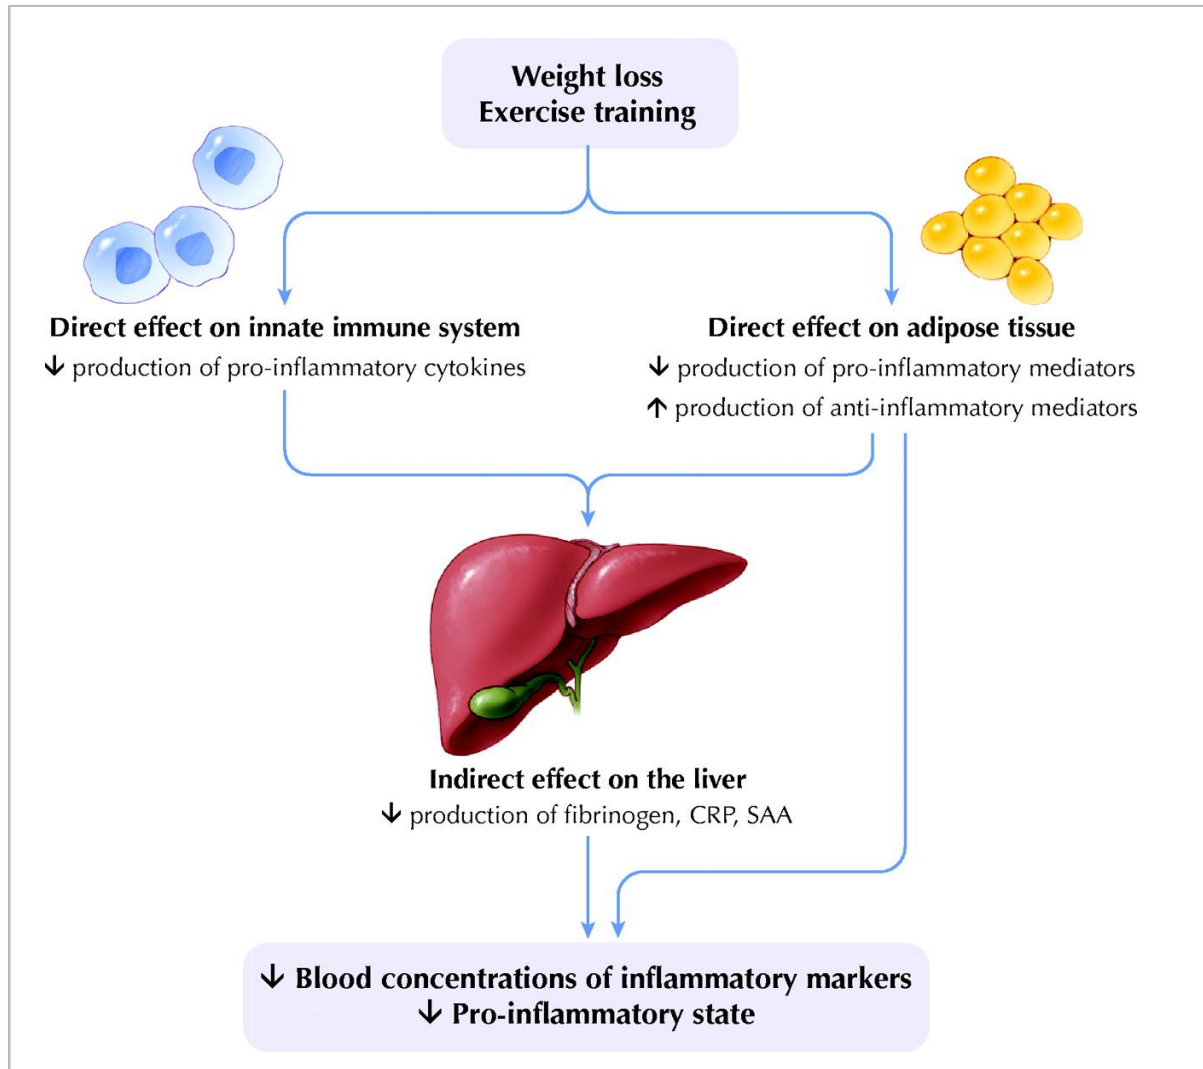 Weight loss
Exercise training
Direct effect on innate immune system
↓ production of pro-inflammatory cytokines
Direct effect on adipose tissue
↓ production of pro-inflammatory mediators
↑ production of anti-inflammatory mediators
Indirect effect on the liver
↓ production of fibrinogen, CRP, SAA
↓ Blood concentrations of inflammatory markers
↓ Pro-inflammatory state